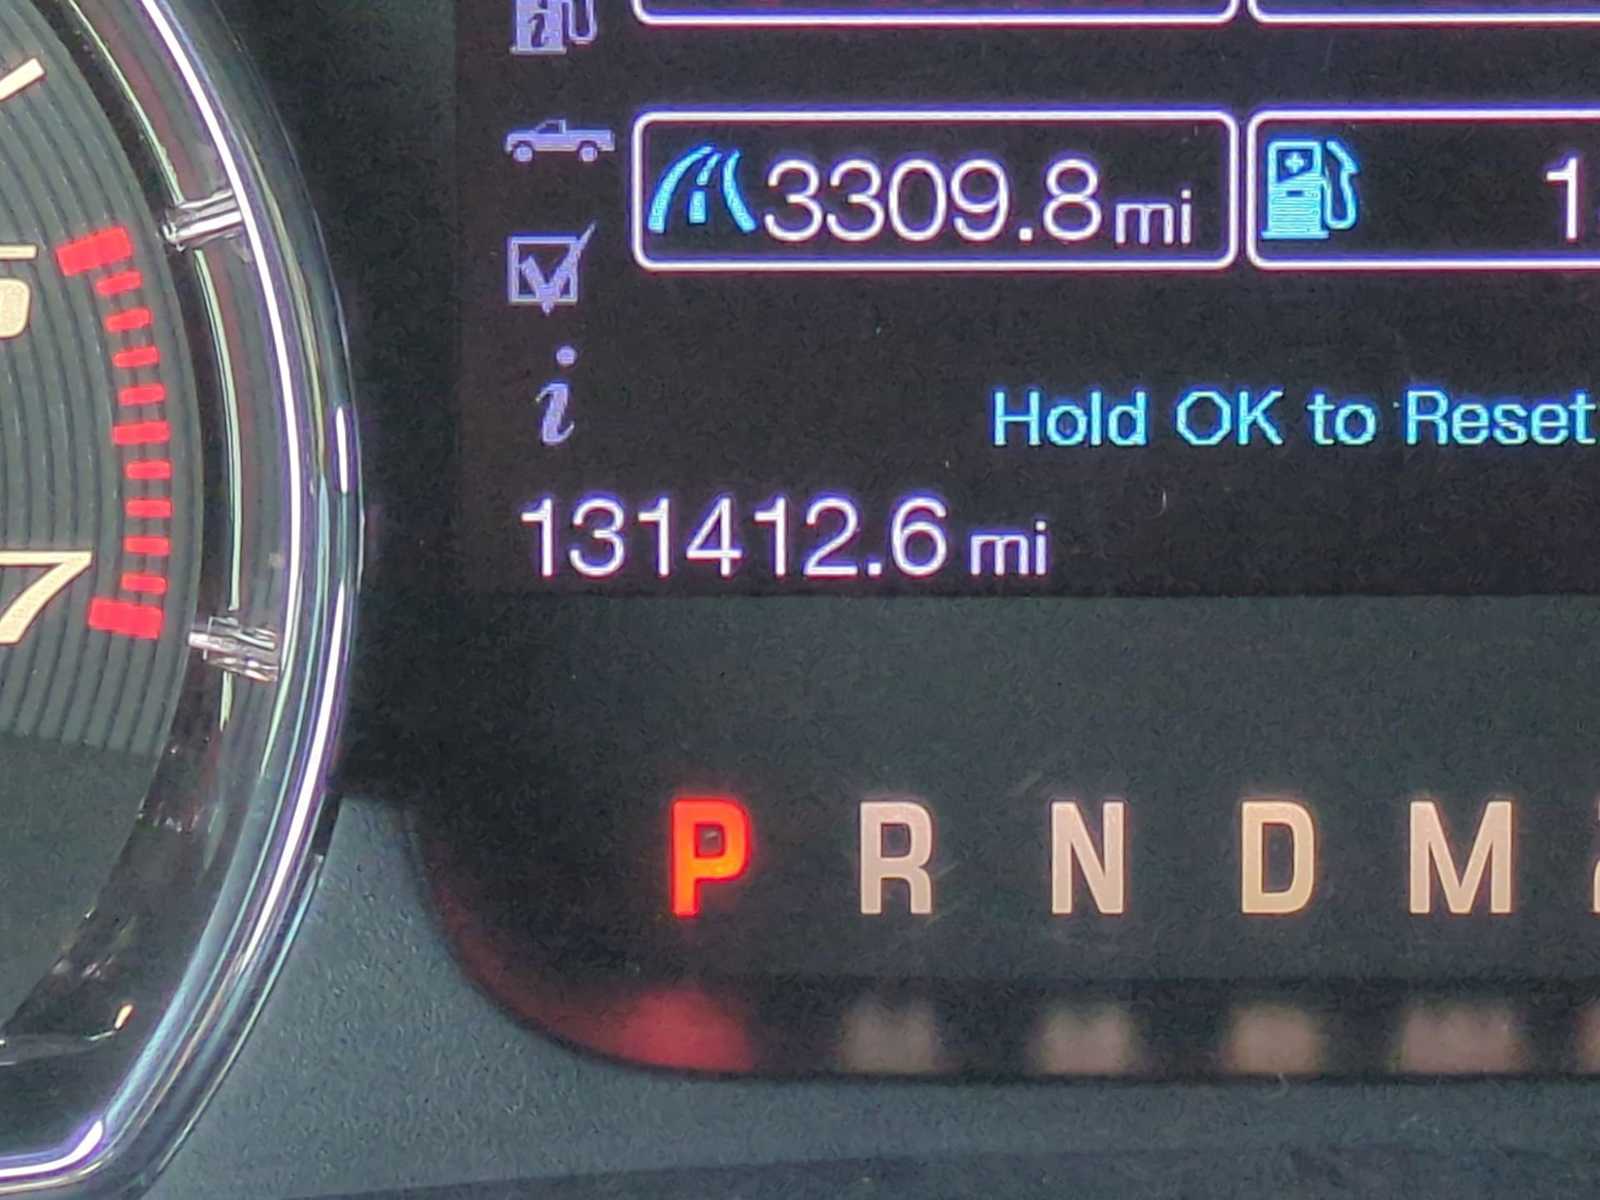 3309.8 mi 1
Hold OK to Reset
131412.6 mi
7
P R N D M